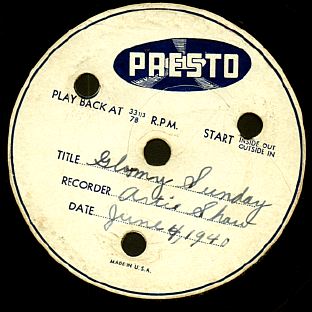 PRESTO
PLAY BACK AT 33 1/3 78 R.P.M.
START INSIDE OUT OUTSIDE IN
TITLE Gloomy Sunday
RECORDER Artie Shaw
DATE June 4, 1940
MADE IN U.S.A.